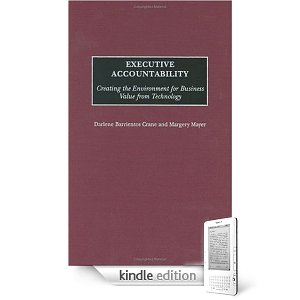 EXECUTIVE
ACCOUNTABILITY
Creating the Environment for Business
Value from Technology
Darlene Barrientos Crane and Margery Mayer
kindle edition